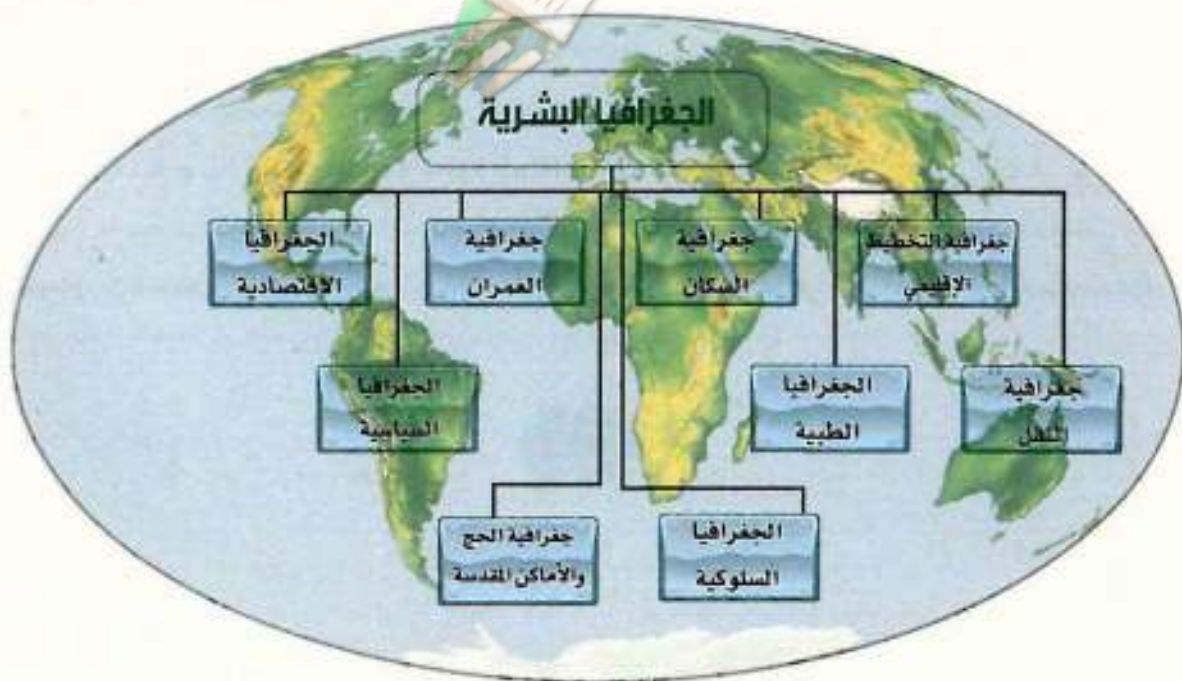 الجغرافيا البشرية
جغرافية التخطيط
الإقليمي
جغرافية
السكان
جغرافية
العمران
الجغرافيا
الاقتصادية
جغرافية
النقل
الجغرافيا
الطبية
الجغرافيا
السياسية
الجغرافيا
السلوكية
جغرافية الحج
والأماكن المقدسة